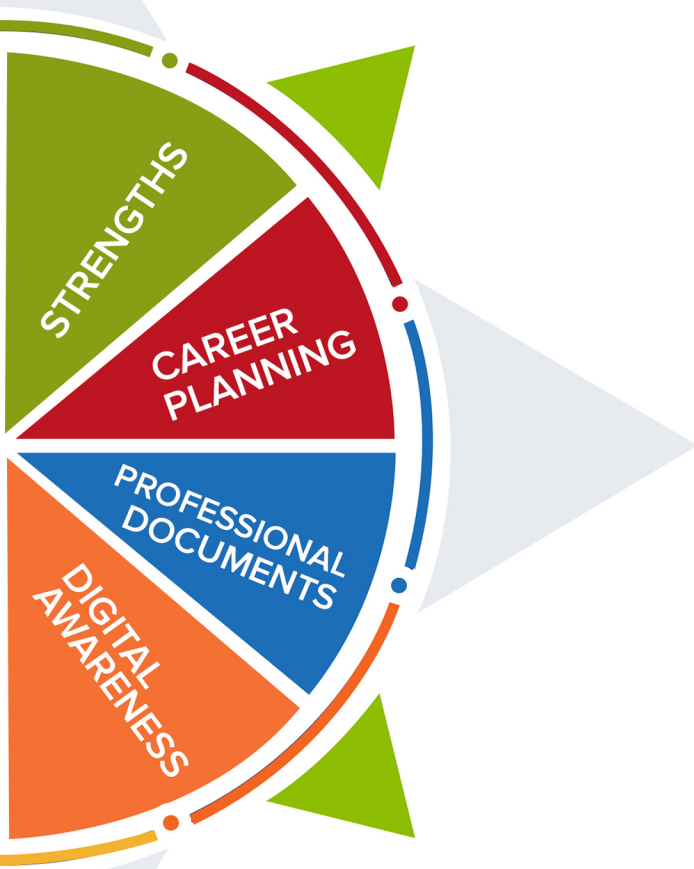 STRENGTHS
CAREER
PLANNING
PROFESSIONAL
DOCUMENTS
DIGITAL
AWARENESS